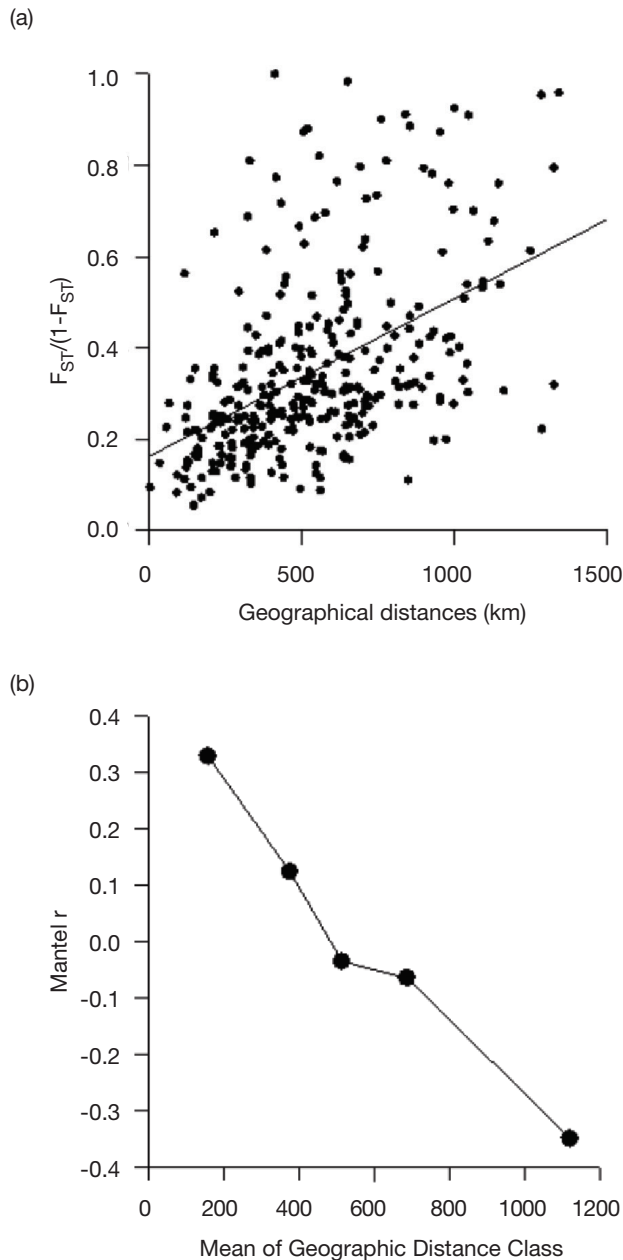 (a)
1.0
0.8
0.6
0.4
0.2
0.0
F_ST/(1-F_ST)
0 500 1000 1500
Geographical distances (km)
(b)
0.4
0.3
0.2
0.1
0.0
-0.1
-0.2
-0.3
-0.4
Mantel r
0 200 400 600 800 1000 1200
Mean of Geographic Distance Class